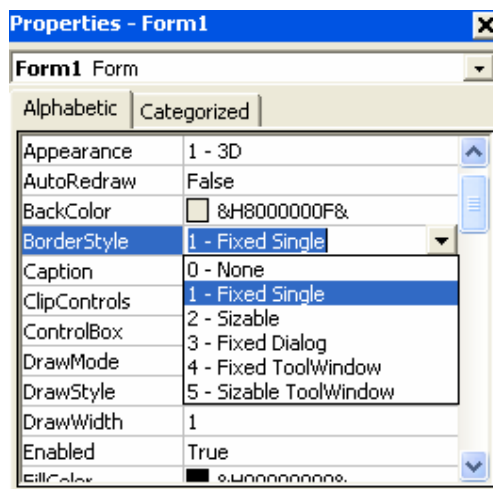 Properties - Form1
Form1 Form
Alphabetic Categorized
Appearance 1 - 3D
AutoRedraw False
BackColor &H8000000F&
BorderStyle 1 - Fixed Single
Caption 0 - None
ClipControls 1 - Fixed Single
ControlBox 2 - Sizable
DrawMode 3 - Fixed Dialog
4 - Fixed ToolWindow
DrawStyle 5 - Sizable ToolWindow
DrawWidth 1
Enabled True